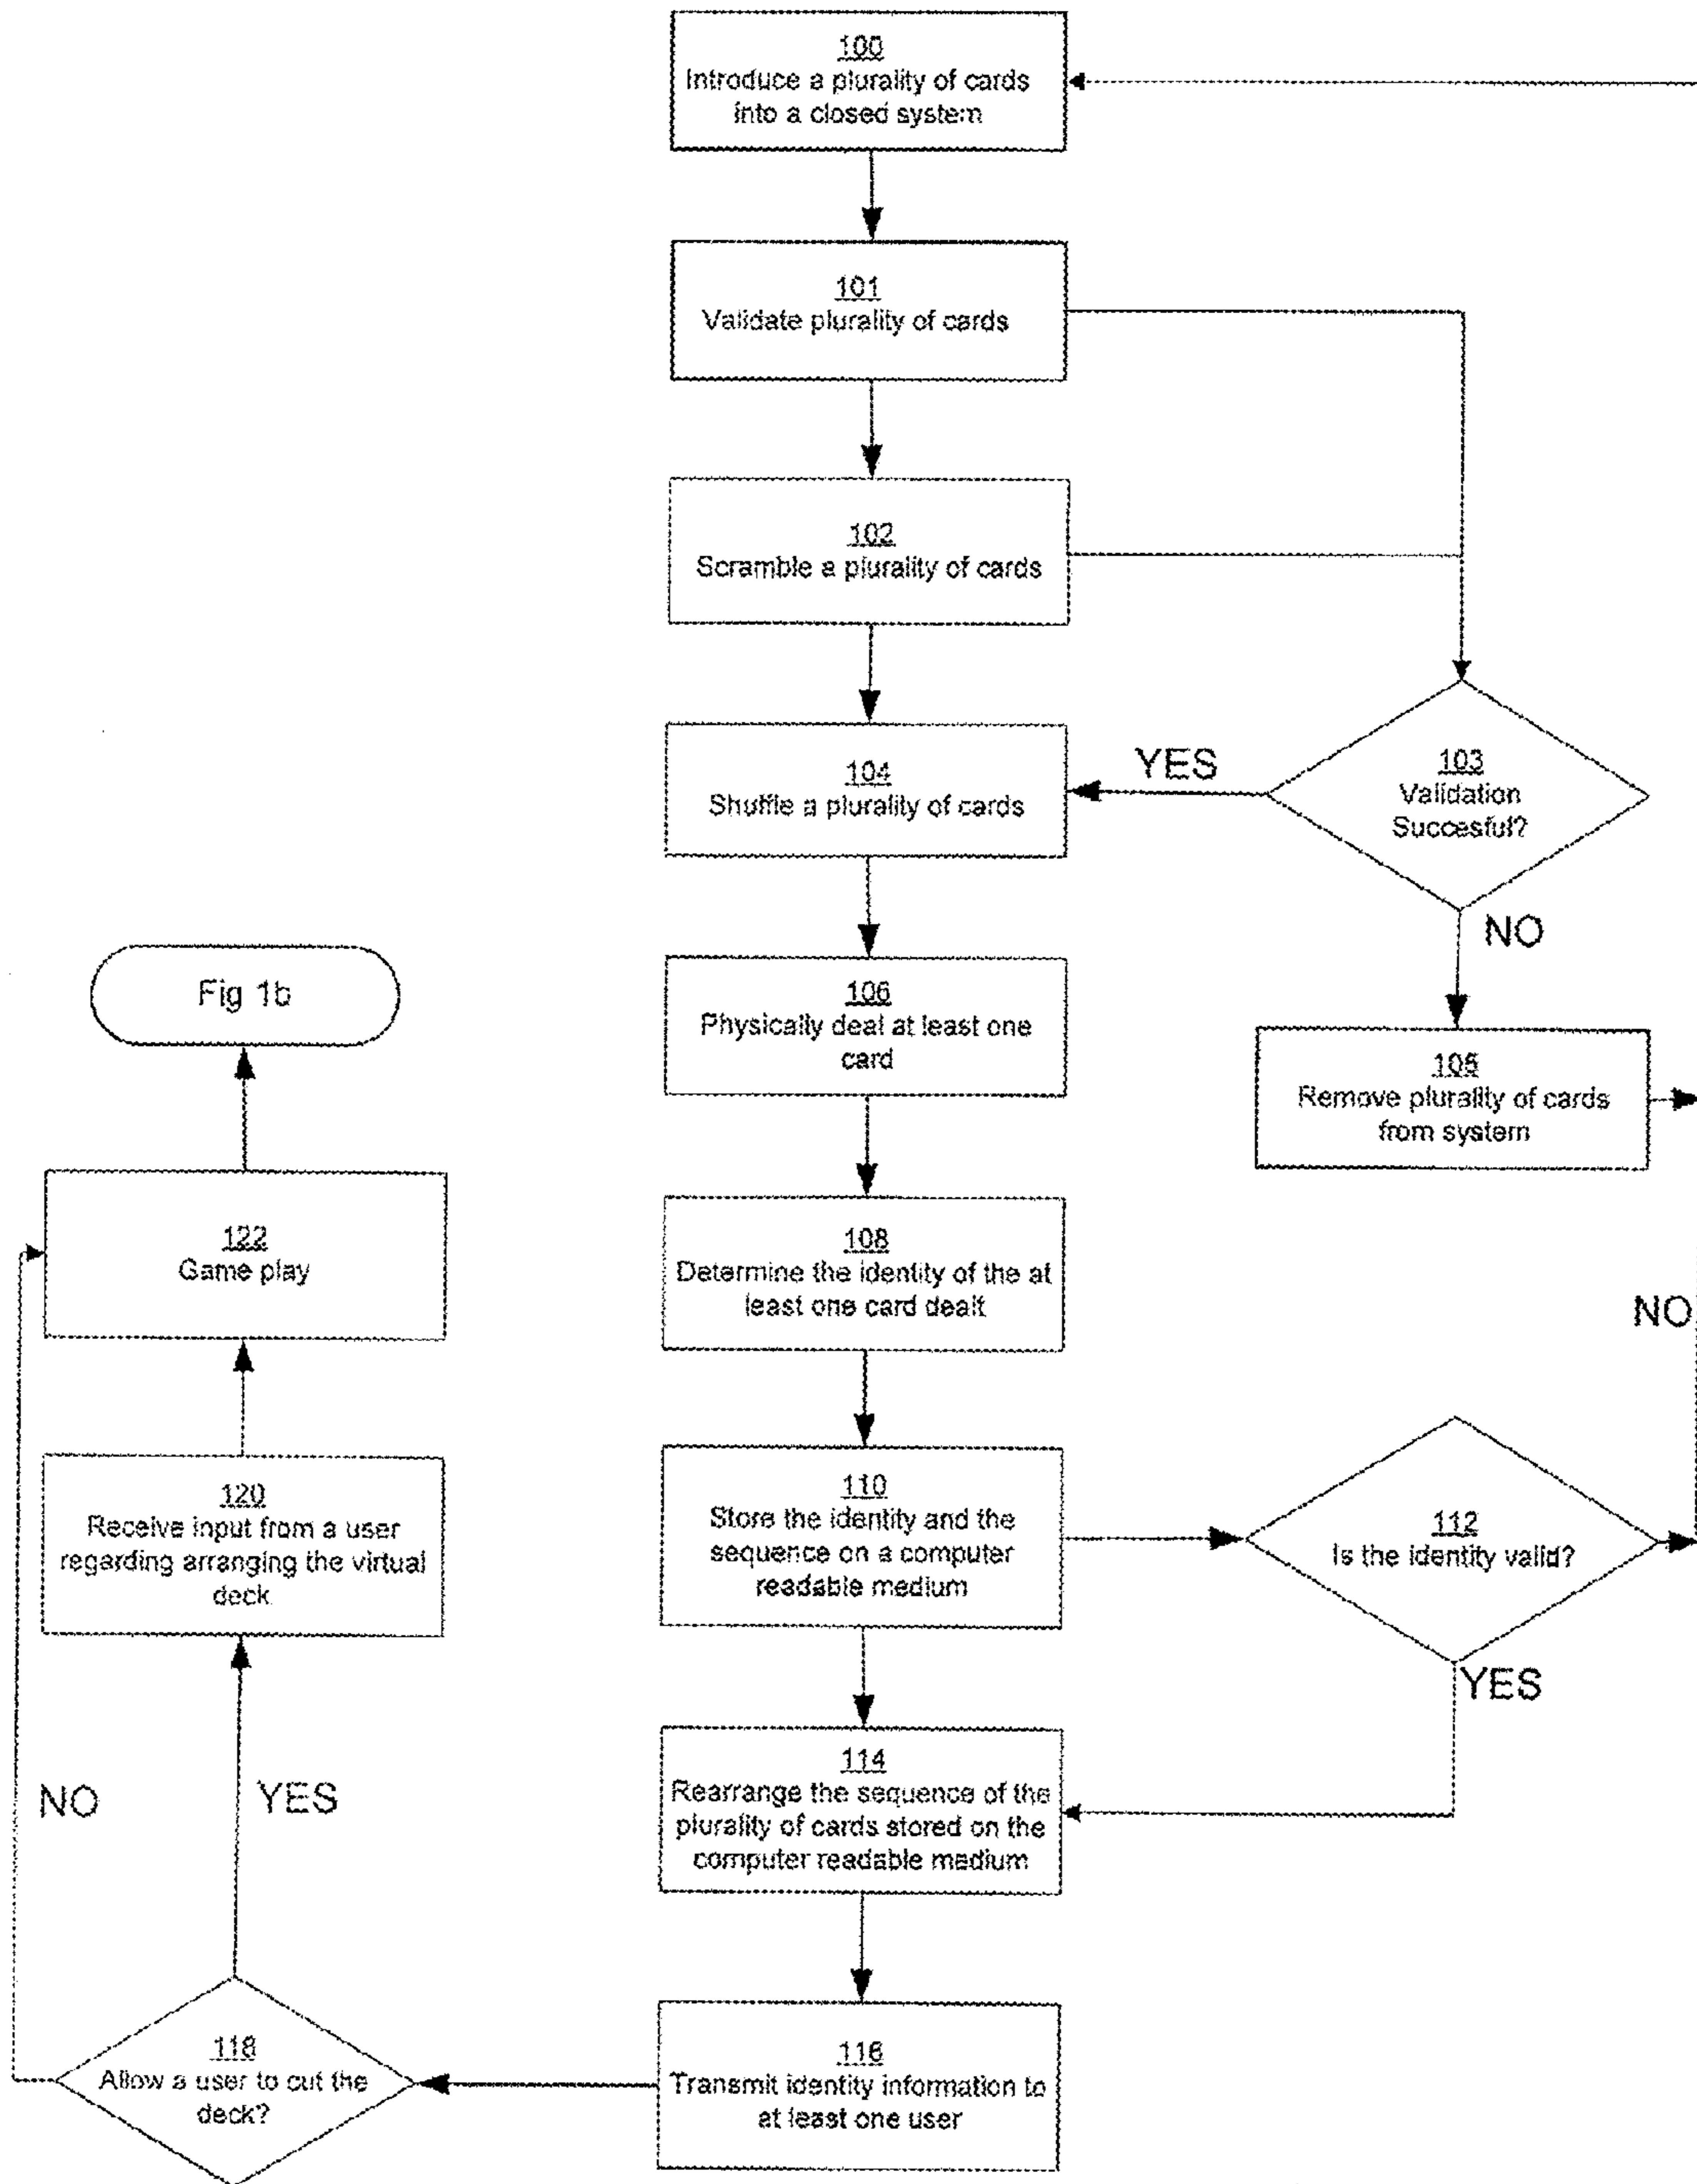 100
Introduce a plurality of cards
into a closed system
101
Validate plurality of cards
102
Scramble a plurality of cards
103
Validation
Succesful?
YES
NO
104
Shuffle a plurality of cards
105
Remove plurality of cards
from system
106
Physically deal at least one
card
108
Determine the identity of the at
least one card dealt
110
Store the identity and the
sequence on a computer
readable medium
112
Is the identity valid?
NO
YES
114
Rearrange the sequence of the
plurality of cards stored on the
computer readable medium
116
Transmit identity information to
at least one user
118
Allow a user to cut the
deck?
NO
YES
120
Receive input from a user
regarding arranging the virtual
deck
122
Game play
Fig 1b